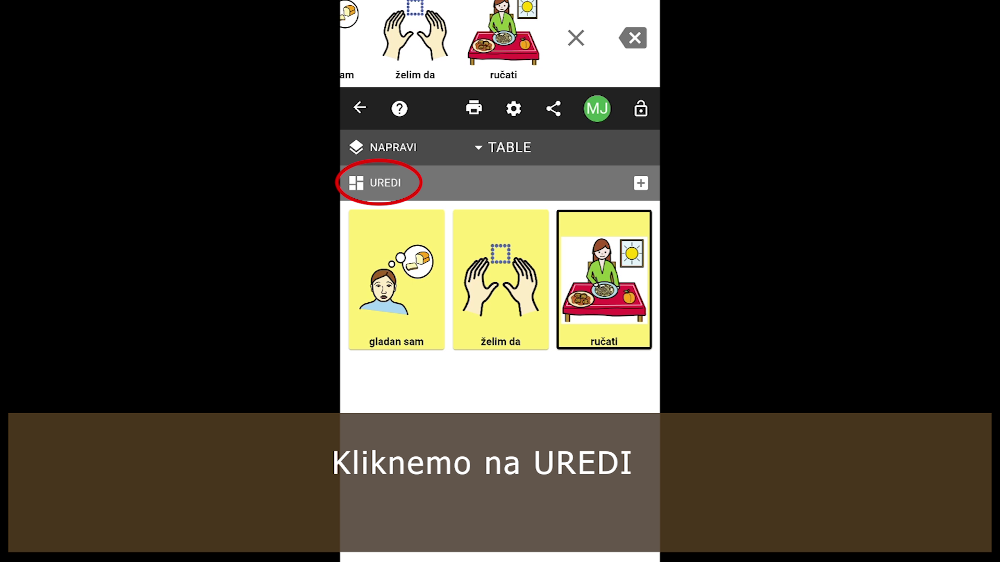 am
želim da
ručati
MJ
NAPRAVI
TABLE
UREDI
gladan sam
želim da
ručati
Kliknemo na UREDI